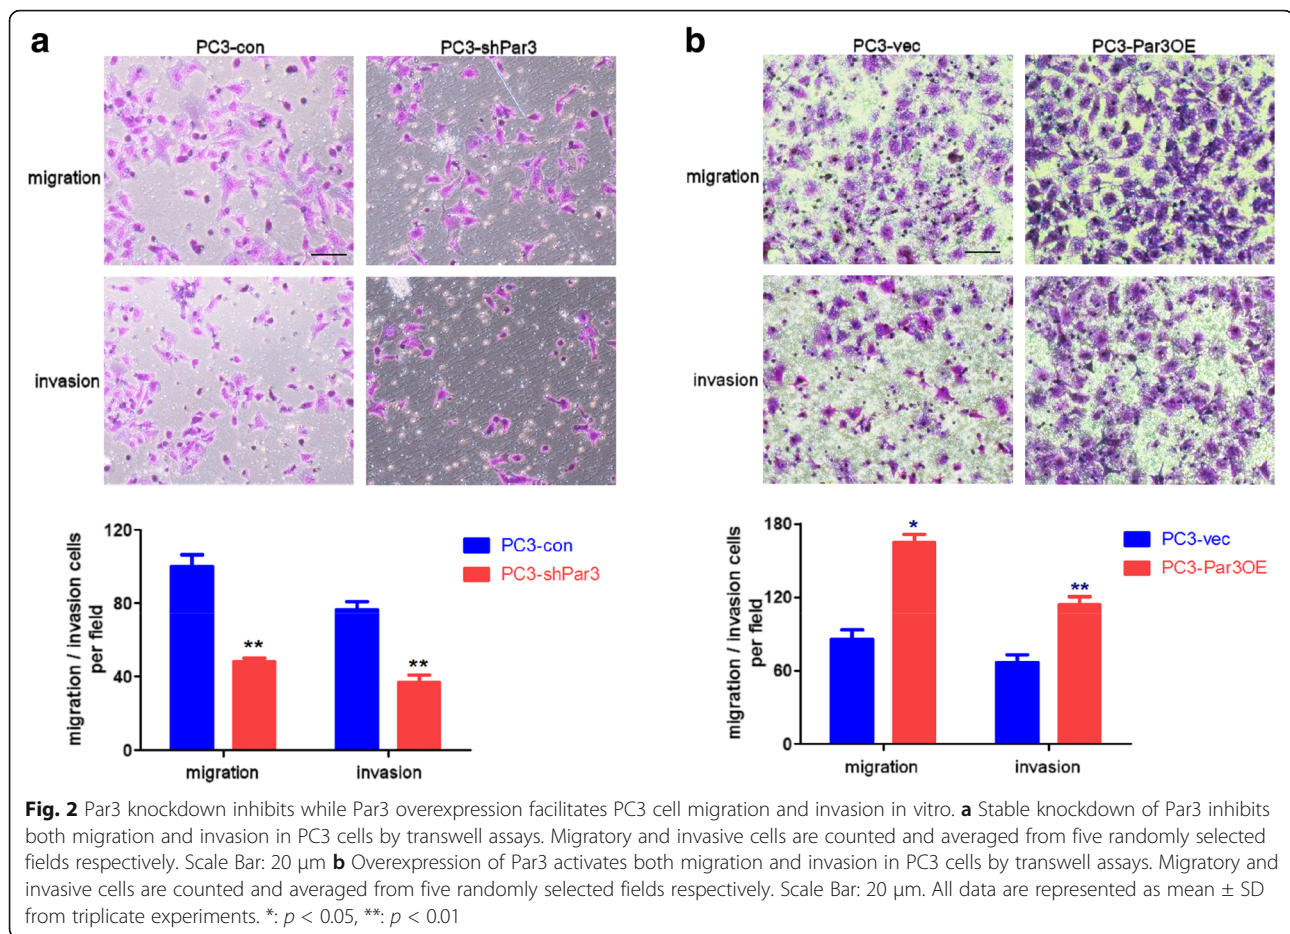 a
PC3-con
PC3-shPar3
migration
invasion
120
80
40
0
migration / invasion cells
per field
PC3-con
PC3-shPar3
**
**
migration
invasion
b
PC3-vec
PC3-Par3OE
migration
invasion
180
120
60
0
migration / invasion cells
per field
PC3-vec
PC3-Par3OE
*
**
migration
invasion
Fig. 2 Par3 knockdown inhibits while Par3 overexpression facilitates PC3 cell migration and invasion in vitro. a Stable knockdown of Par3 inhibits
both migration and invasion in PC3 cells by transwell assays. Migratory and invasive cells are counted and averaged from five randomly selected
fields respectively. Scale Bar: 20 μm b Overexpression of Par3 activates both migration and invasion in PC3 cells by transwell assays. Migratory and
invasive cells are counted and averaged from five randomly selected fields respectively. Scale Bar: 20 μm. All data are represented as mean ± SD
from triplicate experiments. *: p < 0.05, **: p < 0.01